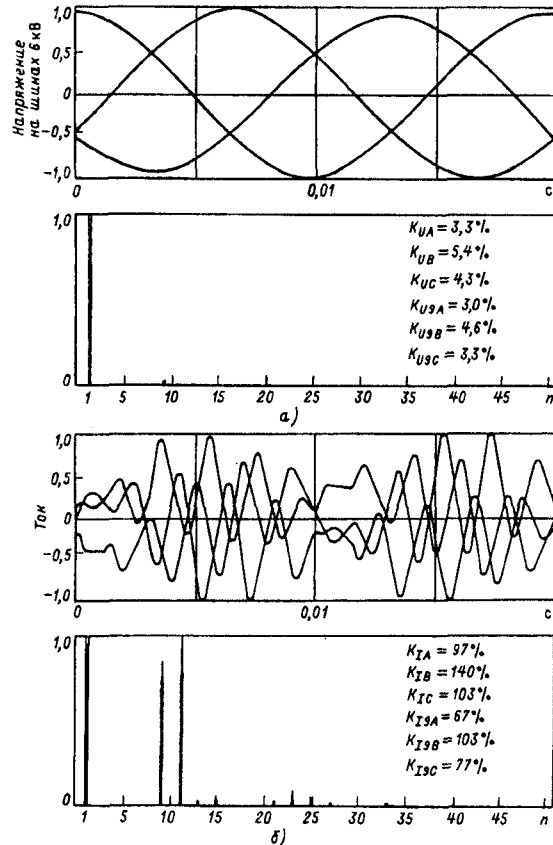 Напряжение
на шинах 6 кВ
1,0
0,5
0
−0,5
−1,0
0
0,01
с
1,0
K_UA = 3,3%
K_UB = 5,4%
K_UC = 4,3%
K_U9A = 3,0%
K_U9B = 4,6%
K_U9C = 3,3%
0
1 5 10 15 20 25 30 35 40 45 n
а)
Ток
1,0
0,5
0
−0,5
−1,0
0
0,01
с
1,0
K_IA = 97%
K_IB = 140%
K_IC = 103%
K_I9A = 67%
K_I9B = 103%
K_I9C = 77%
0
1 5 10 15 20 25 30 35 40 45 n
б)